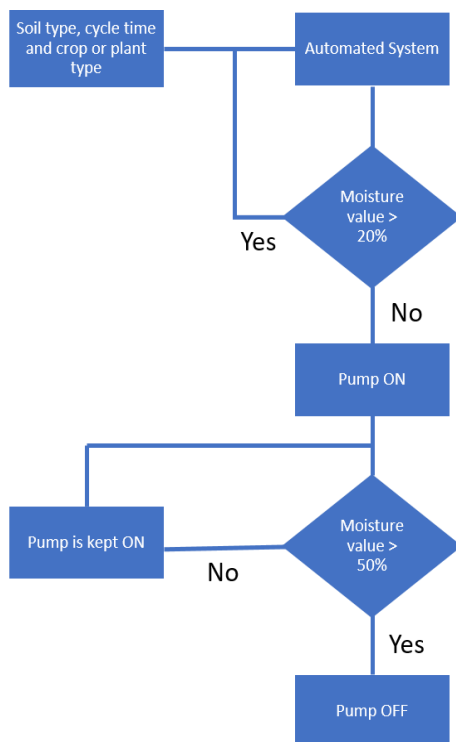 Soil type, cycle time
and crop or plant
type
Automated System
Moisture
value >
20%
Yes
No
Pump ON
Pump is kept ON
Moisture
value >
50%
No
Yes
Pump OFF